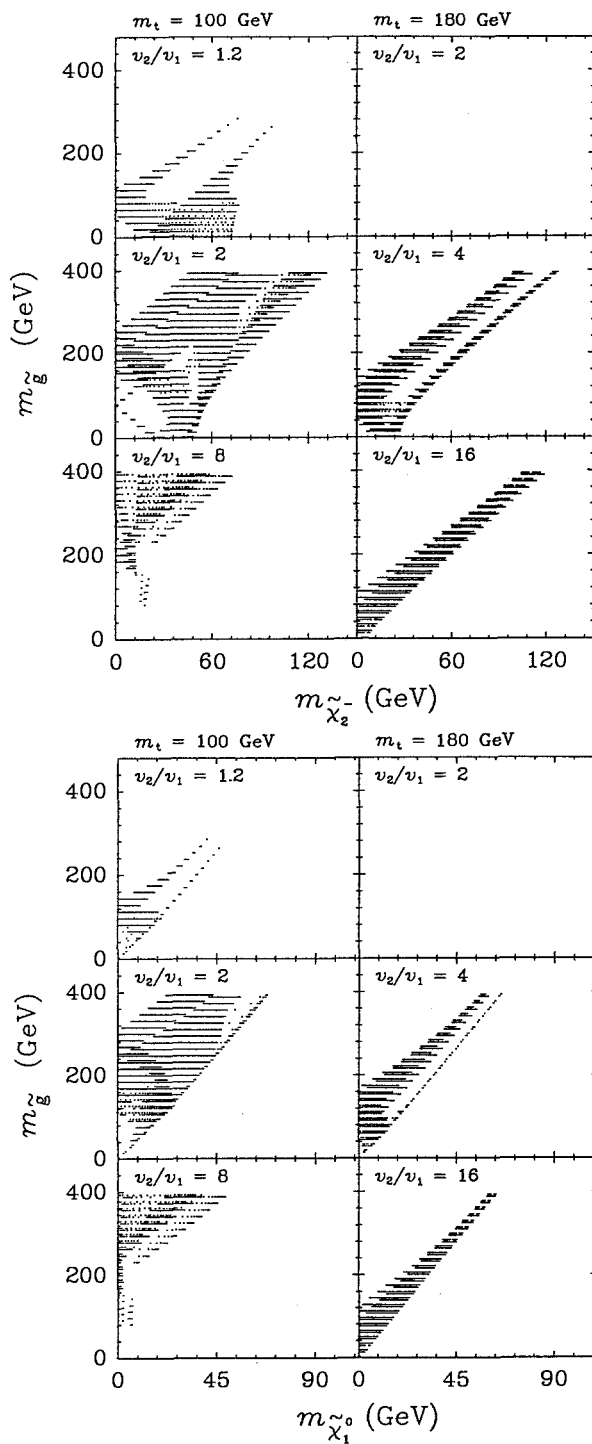 m_t = 100 GeV m_t = 180 GeV
v_2/v_1 = 1.2 v_2/v_1 = 2
400
200
0
v_2/v_1 = 2 v_2/v_1 = 4
400
200
0
v_2/v_1 = 8 v_2/v_1 = 16
400
200
0
0 60 120 0 60 120
m_g̃ (GeV)
m_χ̃₂⁻ (GeV)
m_t = 100 GeV m_t = 180 GeV
v_2/v_1 = 1.2 v_2/v_1 = 2
400
200
0
v_2/v_1 = 2 v_2/v_1 = 4
400
200
0
v_2/v_1 = 8 v_2/v_1 = 16
400
200
0
0 45 90 0 45 90
m_g̃ (GeV)
m_χ̃₁⁰ (GeV)